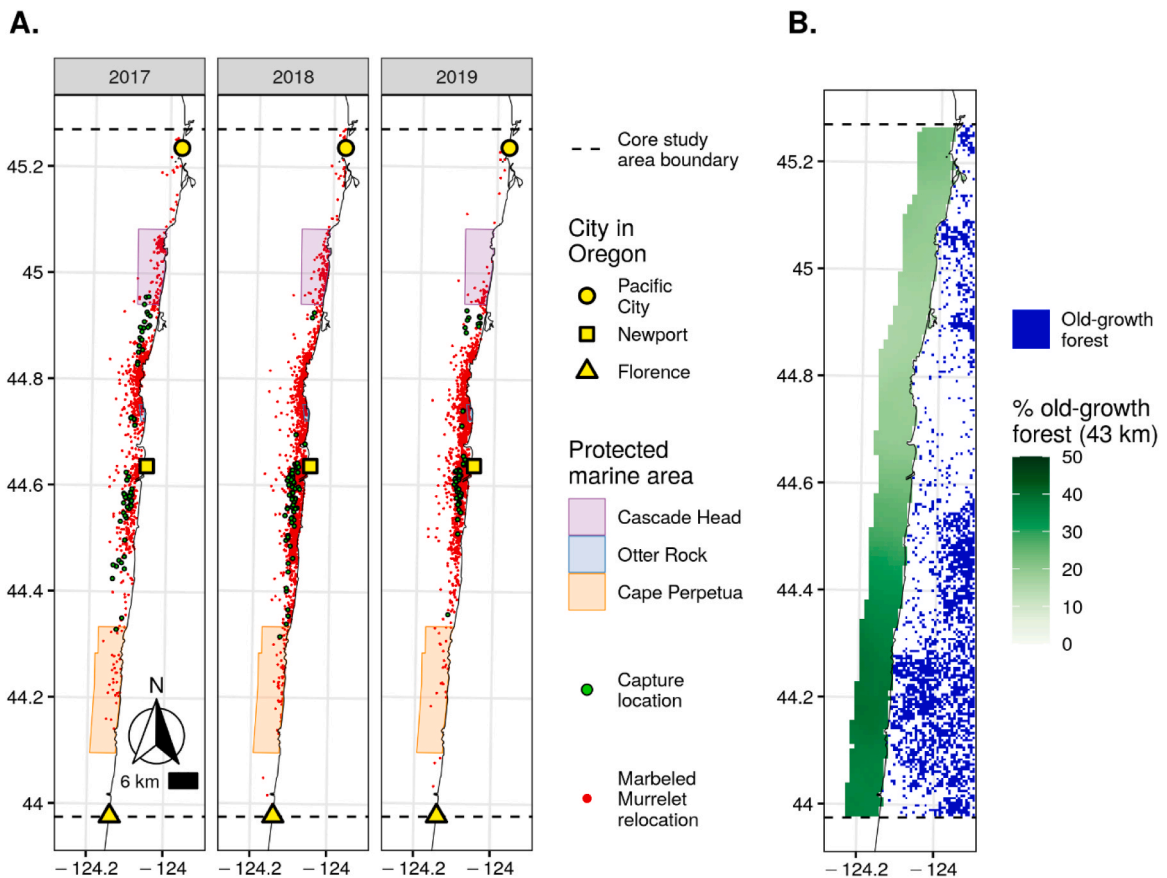 A.
B.
2017
2018
2019
45.2
45
44.8
44.6
44.4
44.2
44
−124.2
−124
−124.2
−124
−124.2
−124
N
6 km
Core study
area boundary
City in
Oregon
Pacific
City
Newport
Florence
Protected
marine area
Cascade Head
Otter Rock
Cape Perpetua
Capture
location
Marbeled
Murrelet
relocation
45.2
45
44.8
44.6
44.4
44.2
44
−124.2
−124
Old-growth
forest
% old-growth
forest (43 km)
50
40
30
20
10
0